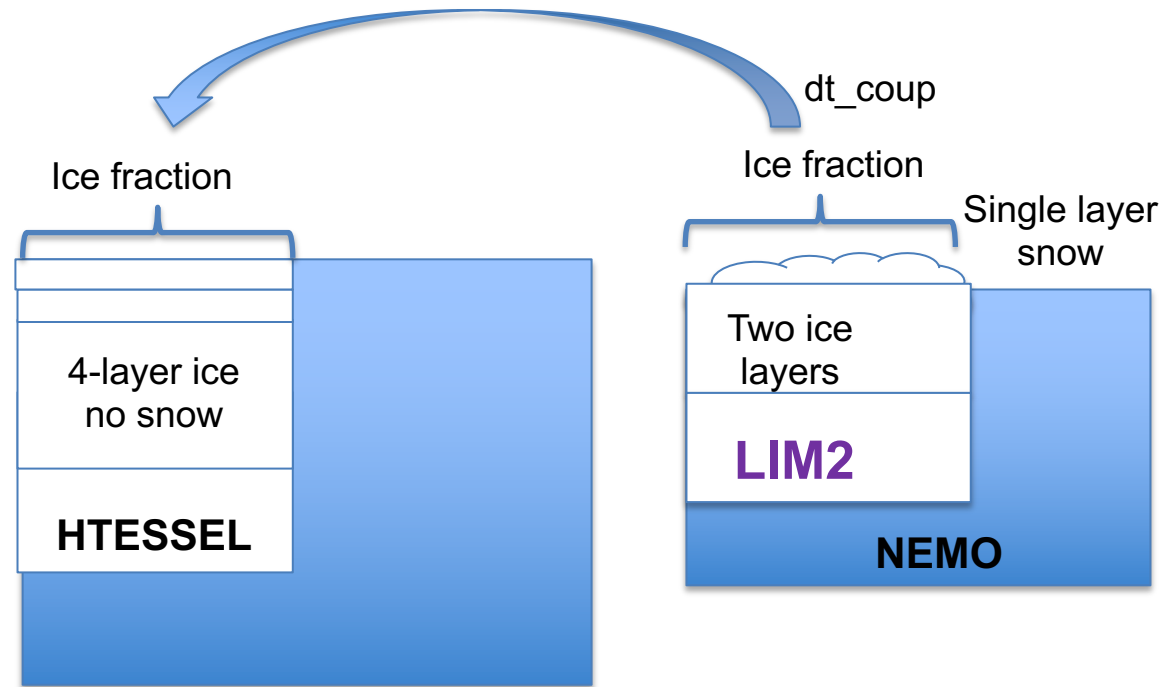 dt_coup
Ice fraction
Ice fraction
Single layer
snow
4-layer ice
no snow
HTESSEL
Two ice
layers
LIM2
NEMO